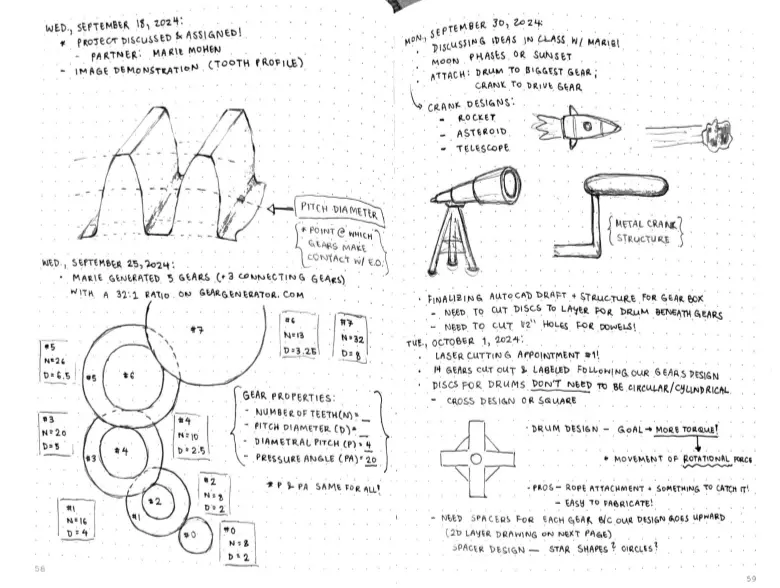 WED., SEPTEMBER 18, 2024:
* PROJECT DISCUSSED & ASSIGNED!
- PARTNER: MARIE MOHEN
- IMAGE DEMONSTRATION (TOOTH PROFILE)
PITCH DIAMETER
* POINT @ WHICH
GEARS MAKE
CONTACT W/ E.O.
WED., SEPTEMBER 25, 2024:
• MARIE GENERATED 5 GEARS (+3 CONNECTING GEARS)
WITH A 32:1 RATIO ON GEARGENERATOR.COM
#7
#6
N=13
D=3.25
#7
N=32
D=8
#5
N=26
D=6.5
#5
#6
GEAR PROPERTIES:
- NUMBER OF TEETH (N)=_
- PITCH DIAMETER (D)=_
- DIAMETRAL PITCH (P)=4
- PRESSURE ANGLE (PA)=20
* P & PA SAME FOR ALL!
#3
N=20
D=5
#4
N=10
D=2.5
#3
#4
#2
N=8
D=2
#1
#2
#1
N=16
D=4
#0
#0
N=8
D=2
58
MON., SEPTEMBER 30, 2024:
• DISCUSSING IDEAS IN CLASS W/ MARIE!
• MOON PHASES OR SUNSET
• ATTACH: DRUM TO BIGGEST GEAR;
CRANK TO DRIVE GEAR
CRANK DESIGNS:
- ROCKET
- ASTEROID
- TELESCOPE
METAL CRANK
STRUCTURE
• FINALIZING AUTOCAD DRAFT + STRUCTURE FOR GEAR BOX
- NEED TO CUT DISCS TO LAYER FOR DRUM BENEATH GEARS
- NEED TO CUT 1/2" HOLES FOR DOWELS!
TUE., OCTOBER 1, 2024:
LASER CUTTING APPOINTMENT #1!
• 14 GEARS CUT OUT & LABELED FOLLOWING OUR GEARS DESIGN
• DISCS FOR DRUMS DON'T NEED TO BE CIRCULAR/CYLINDRICAL
- CROSS DESIGN OR SQUARE
• DRUM DESIGN - GOAL → MORE TORQUE!
* MOVEMENT OF ROTATIONAL FORCE
• PROS - ROPE ATTACHMENT + SOMETHING TO CATCH IT!
- EASY TO FABRICATE!
- NEED SPACERS FOR EACH GEAR B/C OUR DESIGN GOES UPWARD
(2D LAYER DRAWING ON NEXT PAGE)
SPACER DESIGN — STAR SHAPES? CIRCLES?
59